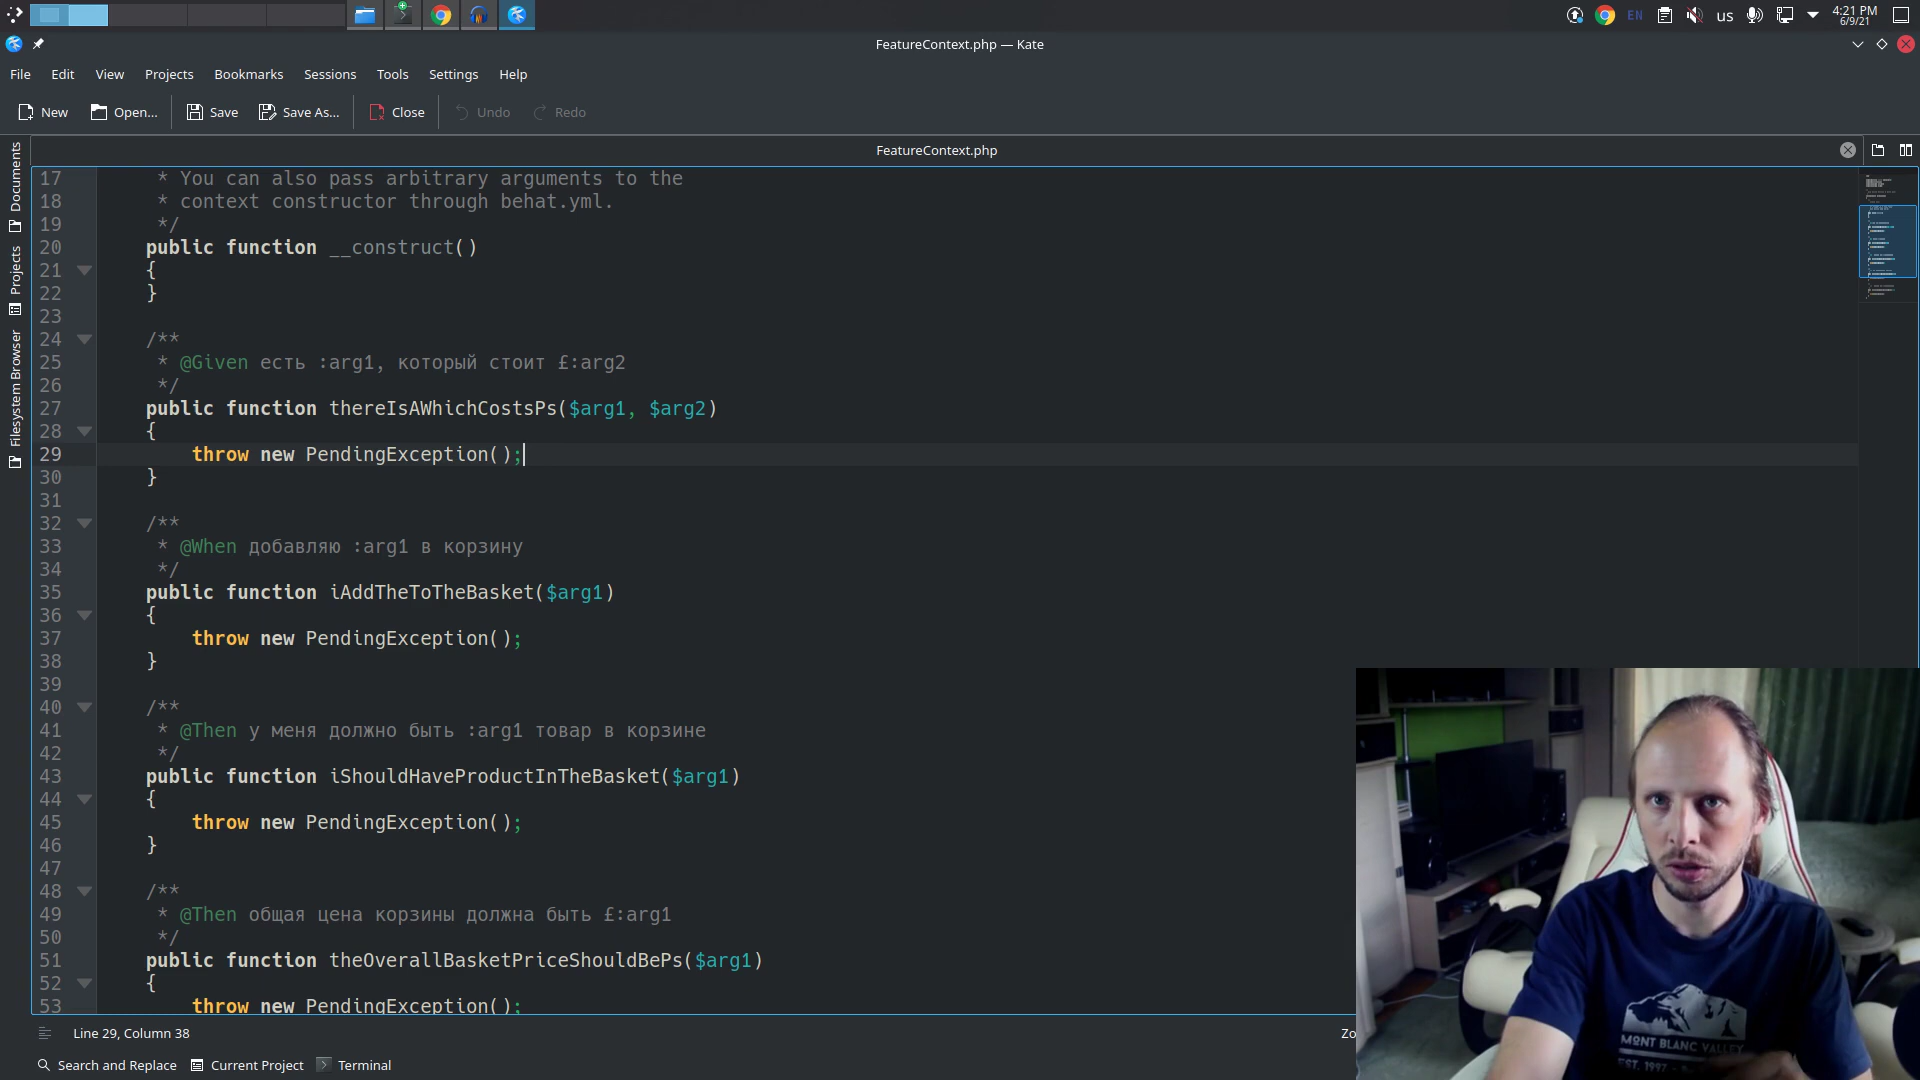 EN
us
4:21 PM
6/9/21
FeatureContext.php — Kate
File Edit View Projects Bookmarks Sessions Tools Settings Help
New Open... Save Save As... Close Undo Redo
Documents
Projects
Filesystem Browser
FeatureContext.php
17 * You can also pass arbitrary arguments to the
18 * context constructor through behat.yml.
19 */
20 public function __construct()
21 {
22 }
23
24 /**
25 * @Given есть :arg1, который стоит £:arg2
26 */
27 public function thereIsAWhichCostsPs($arg1, $arg2)
28 {
29 throw new PendingException();
30 }
31
32 /**
33 * @When добавляю :arg1 в корзину
34 */
35 public function iAddTheToTheBasket($arg1)
36 {
37 throw new PendingException();
38 }
39
40 /**
41 * @Then у меня должно быть :arg1 товар в корзине
42 */
43 public function iShouldHaveProductInTheBasket($arg1)
44 {
45 throw new PendingException();
46 }
47
48 /**
49 * @Then общая цена корзины должна быть £:arg1
50 */
51 public function theOverallBasketPriceShouldBePs($arg1)
52 {
53 throw new PendingException();
Line 29, Column 38
Zo
Search and Replace Current Project Terminal
MONT BLANC VALLEY
EST. 1997